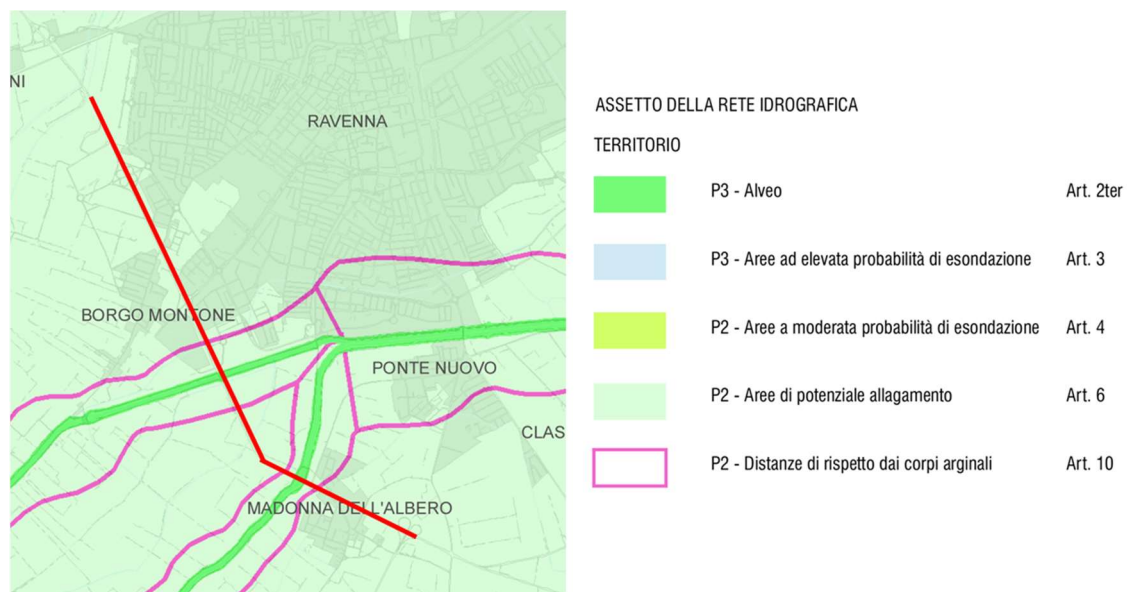 NI
RAVENNA
BORGO MONTONE
PONTE NUOVO
CLAS
MADONNA DELL'ALBERO
ASSETTO DELLA RETE IDROGRAFICA
TERRITORIO
P3 - Alveo Art. 2ter
P3 - Aree ad elevata probabilità di esondazione Art. 3
P2 - Aree a moderata probabilità di esondazione Art. 4
P2 - Aree di potenziale allagamento Art. 6
P2 - Distanze di rispetto dai corpi arginali Art. 10